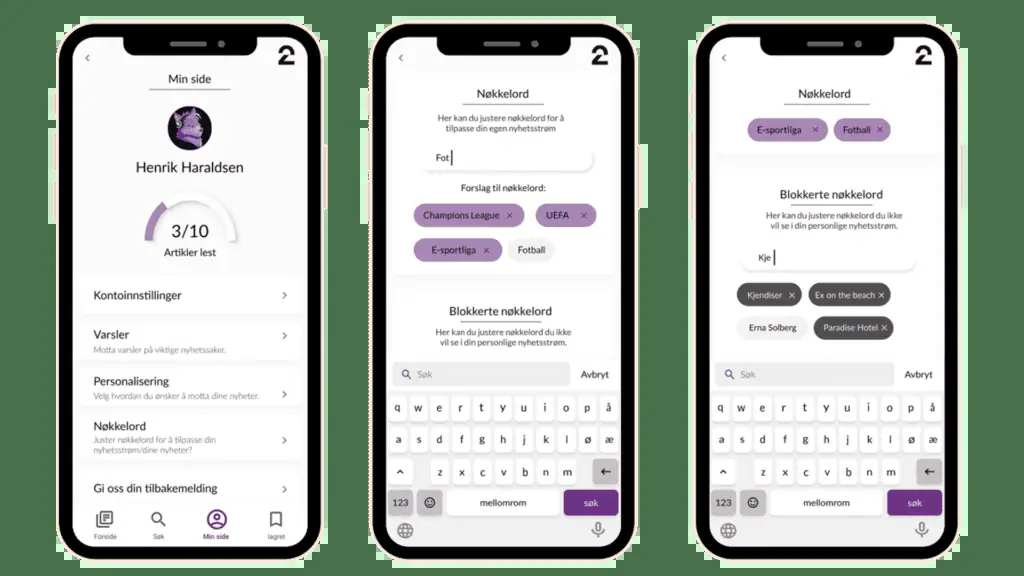 Min side
Henrik Haraldsen
3/10
Artikler lest
Kontoinnstillinger
Varsler
Motta varsler på viktige nyhetssaker.
Personalisering
Velg hvordan du ønsker å motta dine nyheter.
Nøkkelord
Juster nøkkelord for å tilpasse din
nyhetsstrøm/dine nyheter?
Gi oss din tilbakemelding
Forside Søk Min side lagret
2
Nøkkelord
Her kan du justere nøkkelord for å
tilpasse din egen nyhetsstrøm
Fot
Forslag til nøkkelord:
Champions League × UEFA ×
E-sportliga × Fotball
Blokkerte nøkkelord
Her kan du justere nøkkelord du ikke
vil se i din personlige nyhetsstrøm.
Søk Avbryt
q w e r t y u i o p å
a s d f g h j k l ø æ
z x c v b n m
123 mellomrom søk
2
Nøkkelord
E-sportliga × Fotball ×
Blokkerte nøkkelord
Her kan du justere nøkkelord du ikke
vil se i din personlige nyhetsstrøm.
Kje
Kjendiser × Ex on the beach ×
Erna Solberg Paradise Hotel ×
Søk Avbryt
q w e r t y u i o p å
a s d f g h j k l ø æ
z x c v b n m
123 mellomrom søk
2